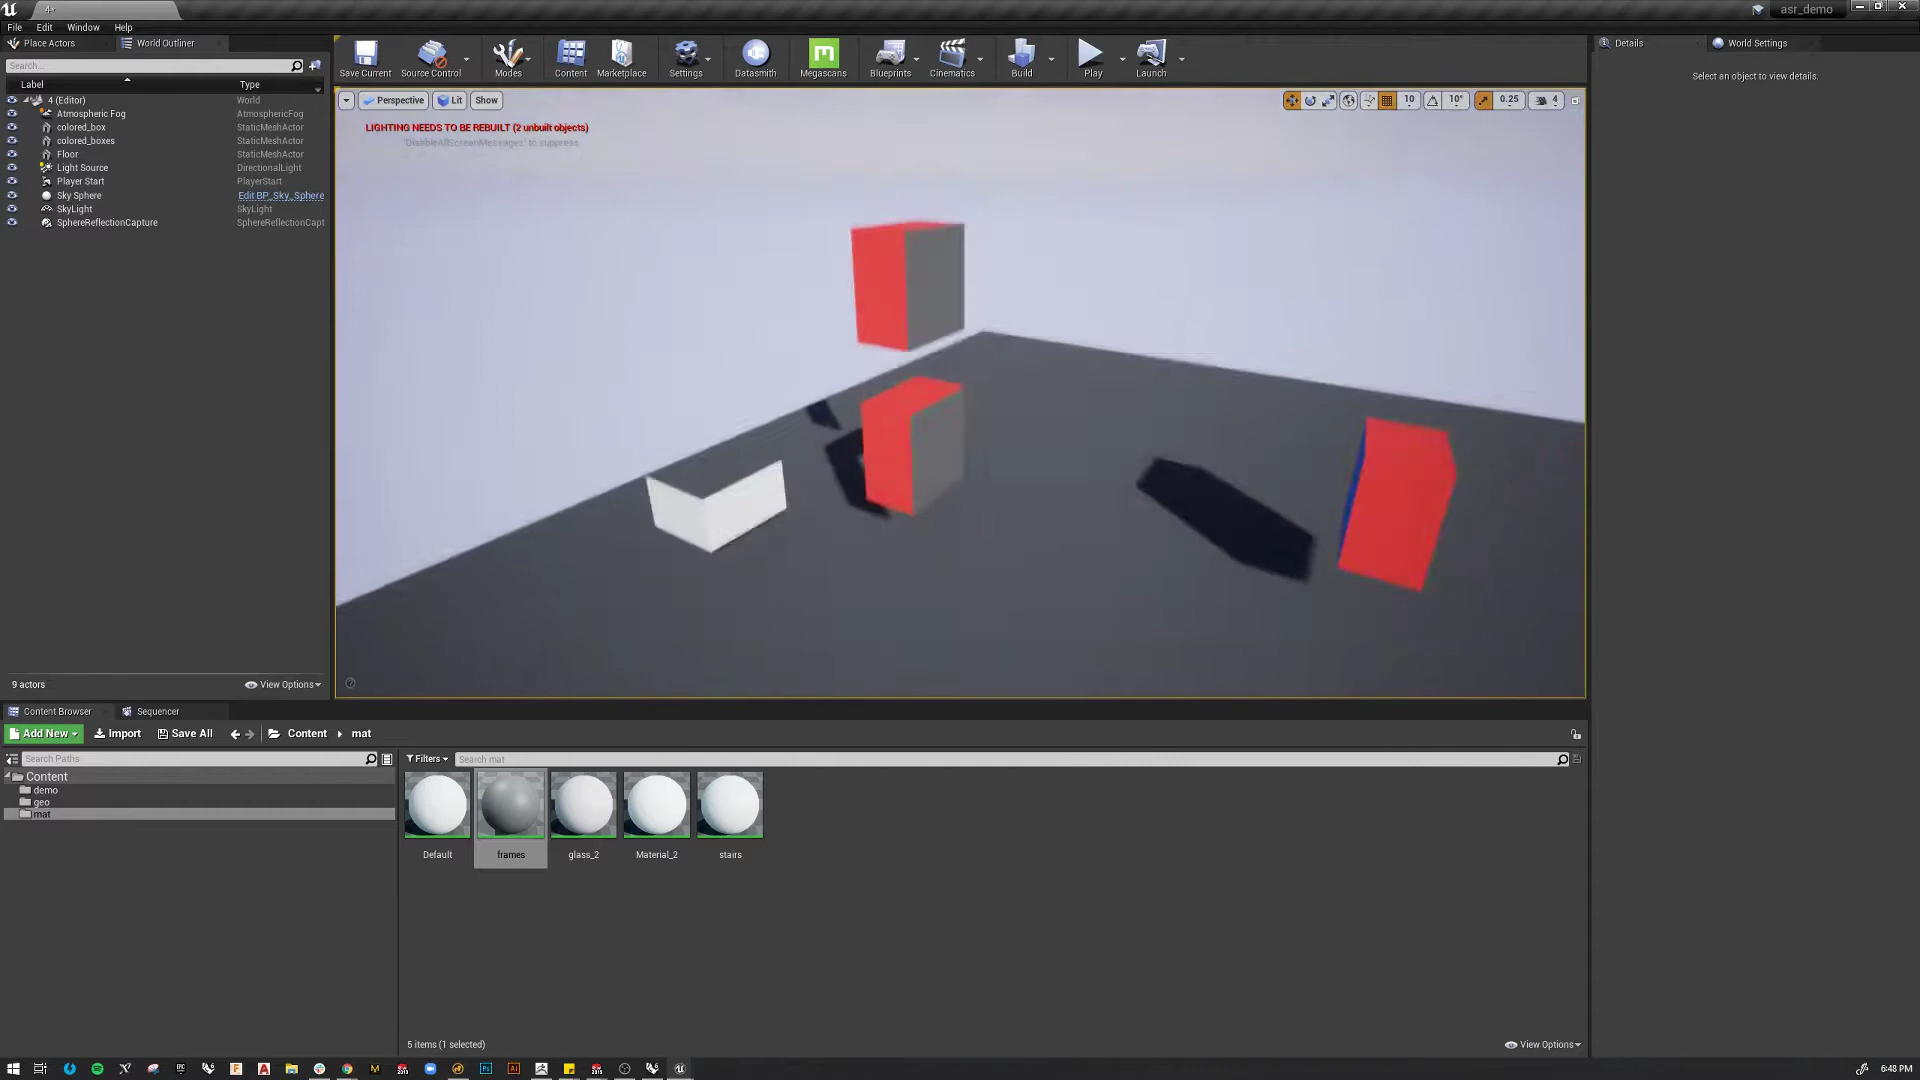 4*
asr_demo
File Edit Window Help
Place Actors World Outliner
Search...
Label Type
4 (Editor) World
Atmospheric Fog AtmosphericFog
colored_box StaticMeshActor
colored_boxes StaticMeshActor
Floor StaticMeshActor
Light Source DirectionalLight
Player Start PlayerStart
Sky Sphere Edit BP_Sky_Sphere
SkyLight SkyLight
SphereReflectionCapture SphereReflectionCapt
9 actors View Options
Save Current Source Control Modes Content Marketplace Settings Datasmith Megascans Blueprints Cinematics Build Play Launch
Perspective Lit Show 10 10° 0.25 4
LIGHTING NEEDS TO BE REBUILT (2 unbuilt objects)
'DisableAllScreenMessages' to suppress
Details World Settings
Select an object to view details.
Content Browser Sequencer
Add New Import Save All Content mat
Search Paths
Filters Search mat
Content
demo
geo
mat
Default frames glass_2 Material_2 stairs
5 items (1 selected) View Options
6:48 PM